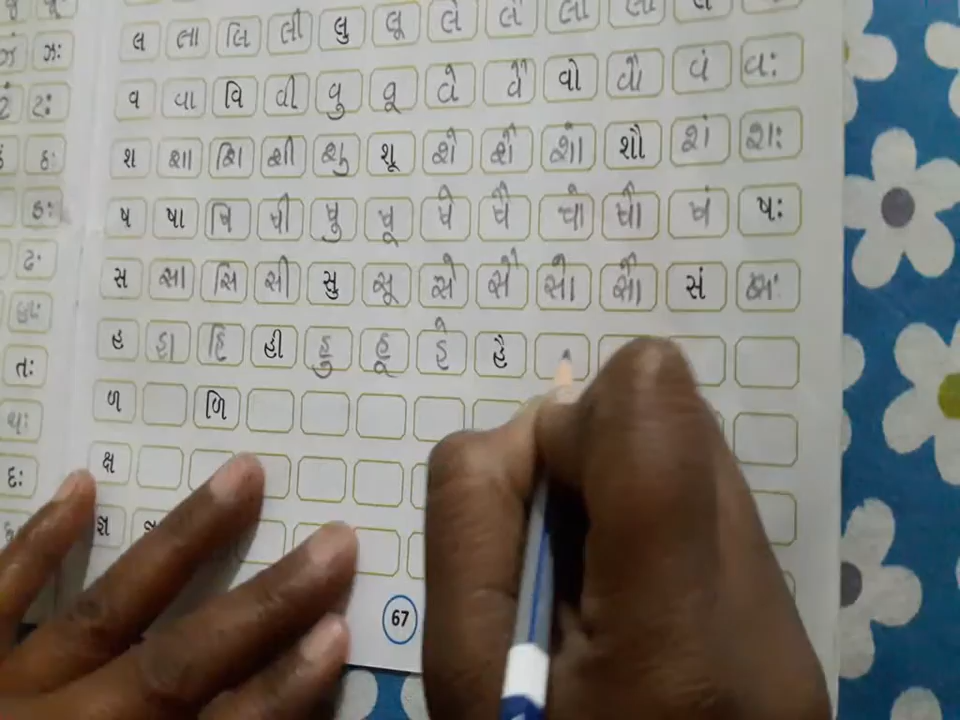 લ લા લિ લી લુ લૂ લે લૈ લો લૌ
ઝં ઝઃ વ વા વિ વી વુ વૂ વે વૈ વો વૌ વં વઃ
ટં ટઃ શ શા શિ શી શુ શૂ શે શૈ શો શૌ શં શઃ
ઠઃ ષ ષા ષિ ષી ષુ ષૂ ષે ષૈ ષો ષૌ ષં ષઃ
ડઃ સ સા સિ સી સુ સૂ સે સૈ સો સૌ સં સઃ
ઢઃ હ હા હિ હી હુ હૂ હે હૈ
ણઃ ળ ળિ
તઃ ક્ષ
થઃ જ્ઞ
દઃ
67